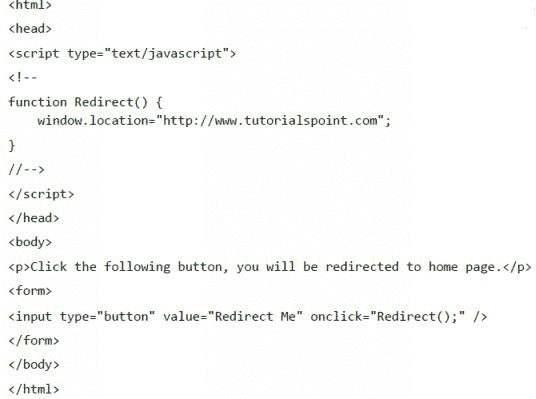 <html>
<head>
<script type="text/javascript">
<!--
function Redirect() {
    window.location="http://www.tutorialspoint.com";
}
//-->
</script>
</head>
<body>
<p>Click the following button, you will be redirected to home page.</p>
<form>
<input type="button" value="Redirect Me" onclick="Redirect();" />
</form>
</body>
</html>